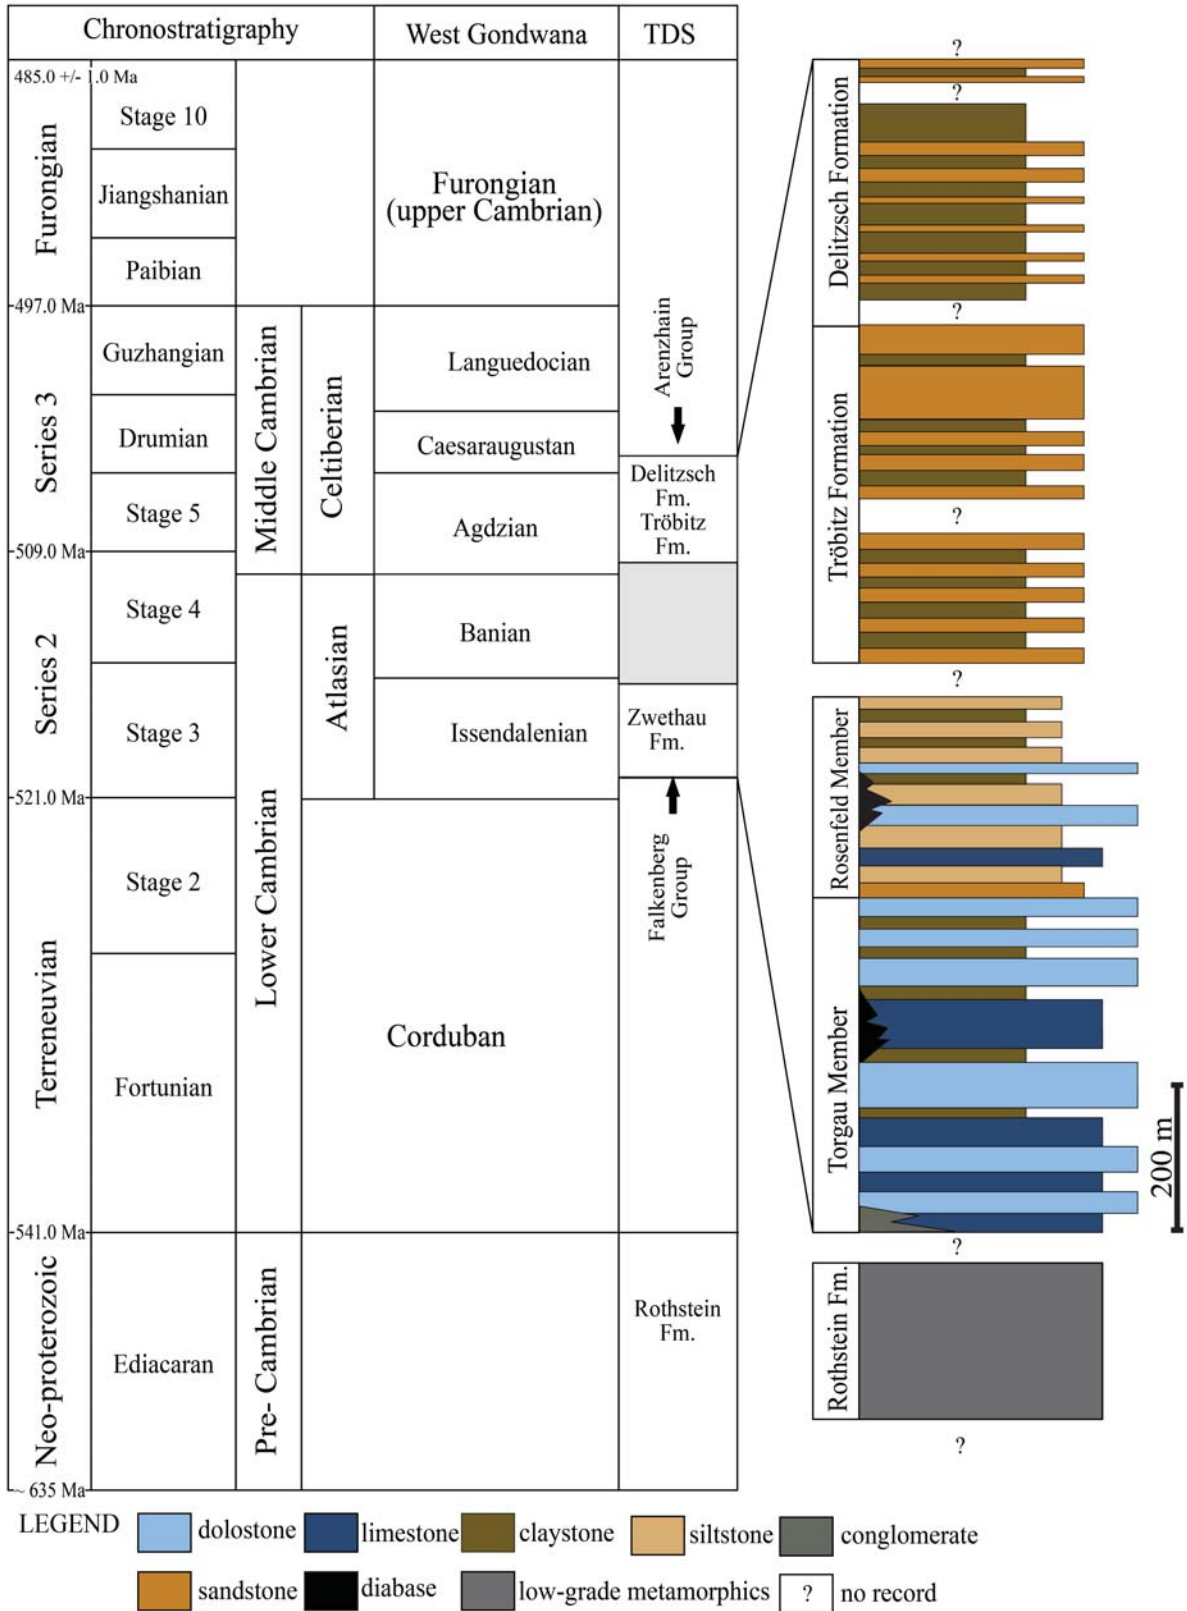 Chronostratigraphy
West Gondwana
TDS
485.0 +/- 1.0 Ma
Furongian
Stage 10
Jiangshanian
Paibian
Furongian
(upper Cambrian)
497.0 Ma
Series 3
Guzhangian
Drumian
Stage 5
Middle Cambrian
Celtiberian
Languedocian
Caesaraugustan
Agdzian
Arenzhain
Group
Delitzsch
Fm.
Tröbitz
Fm.
509.0 Ma
Series 2
Stage 4
Stage 3
Lower Cambrian
Atlasian
Banian
Issendalenian
Zwethau
Fm.
521.0 Ma
Terreneuvian
Stage 2
Fortunian
Corduban
Falkenberg
Group
541.0 Ma
Neo-proterozoic
Ediacaran
Pre- Cambrian
Rothstein
Fm.
~ 635 Ma
?
?
Delitzsch Formation
?
Tröbitz Formation
?
?
Rosenfeld Member
Torgau Member
200 m
?
Rothstein Fm.
?
LEGEND
dolostone
limestone
claystone
siltstone
conglomerate
sandstone
diabase
low-grade metamorphics
? no record